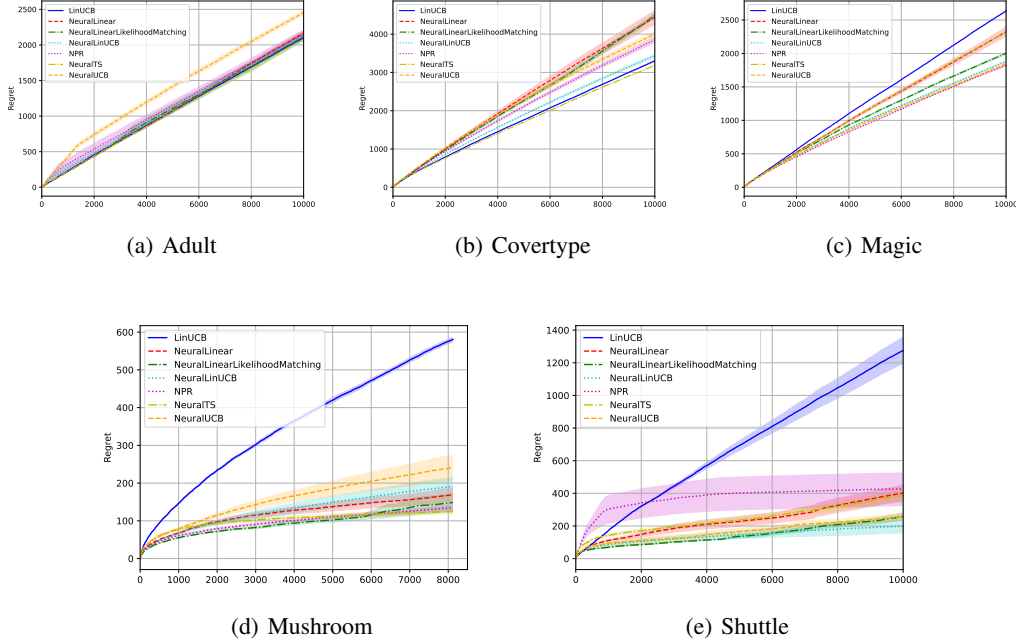 LinUCB
NeuralLinear
NeuralLinearLikelihoodMatching
NeuralLinUCB
NPR
NeuralTS
NeuralUCB
Regret
2500
2000
1500
1000
500
0
0 2000 4000 6000 8000 10000
(a) Adult
LinUCB
NeuralLinear
NeuralLinearLikelihoodMatching
NeuralLinUCB
NPR
NeuralTS
NeuralUCB
Regret
4000
3000
2000
1000
0
0 2000 4000 6000 8000 10000
(b) Covertype
LinUCB
NeuralLinear
NeuralLinearLikelihoodMatching
NeuralLinUCB
NPR
NeuralTS
NeuralUCB
Regret
2500
2000
1500
1000
500
0
0 2000 4000 6000 8000 10000
(c) Magic
LinUCB
NeuralLinear
NeuralLinearLikelihoodMatching
NeuralLinUCB
NPR
NeuralTS
NeuralUCB
Regret
600
500
400
300
200
100
0
0 1000 2000 3000 4000 5000 6000 7000 8000
(d) Mushroom
LinUCB
NeuralLinear
NeuralLinearLikelihoodMatching
NeuralLinUCB
NPR
NeuralTS
NeuralUCB
Regret
1400
1200
1000
800
600
400
200
0
0 2000 4000 6000 8000 10000
(e) Shuttle